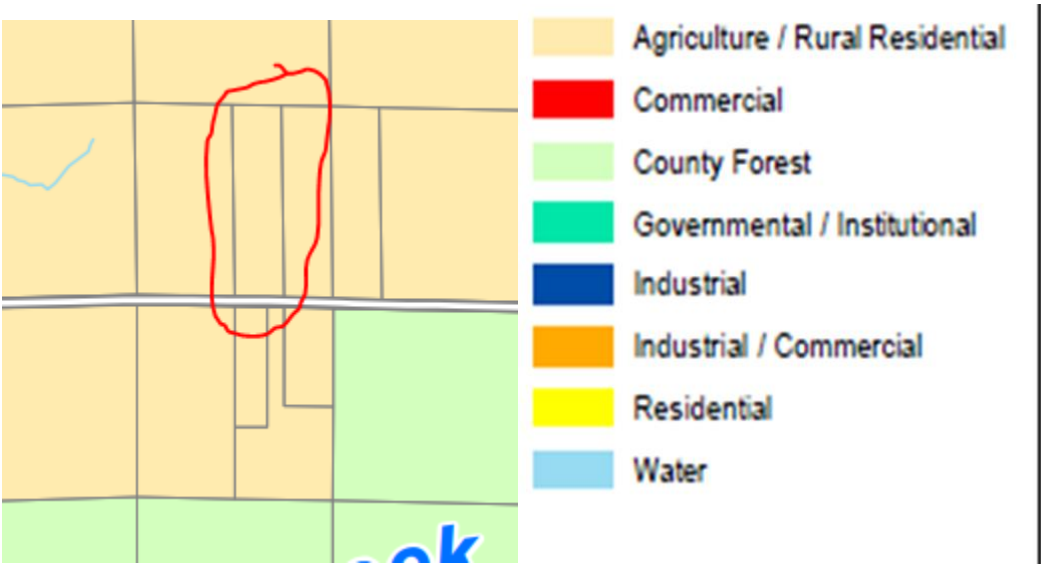 Agriculture / Rural Residential
Commercial
County Forest
Governmental / Institutional
Industrial
Industrial / Commercial
Residential
Water